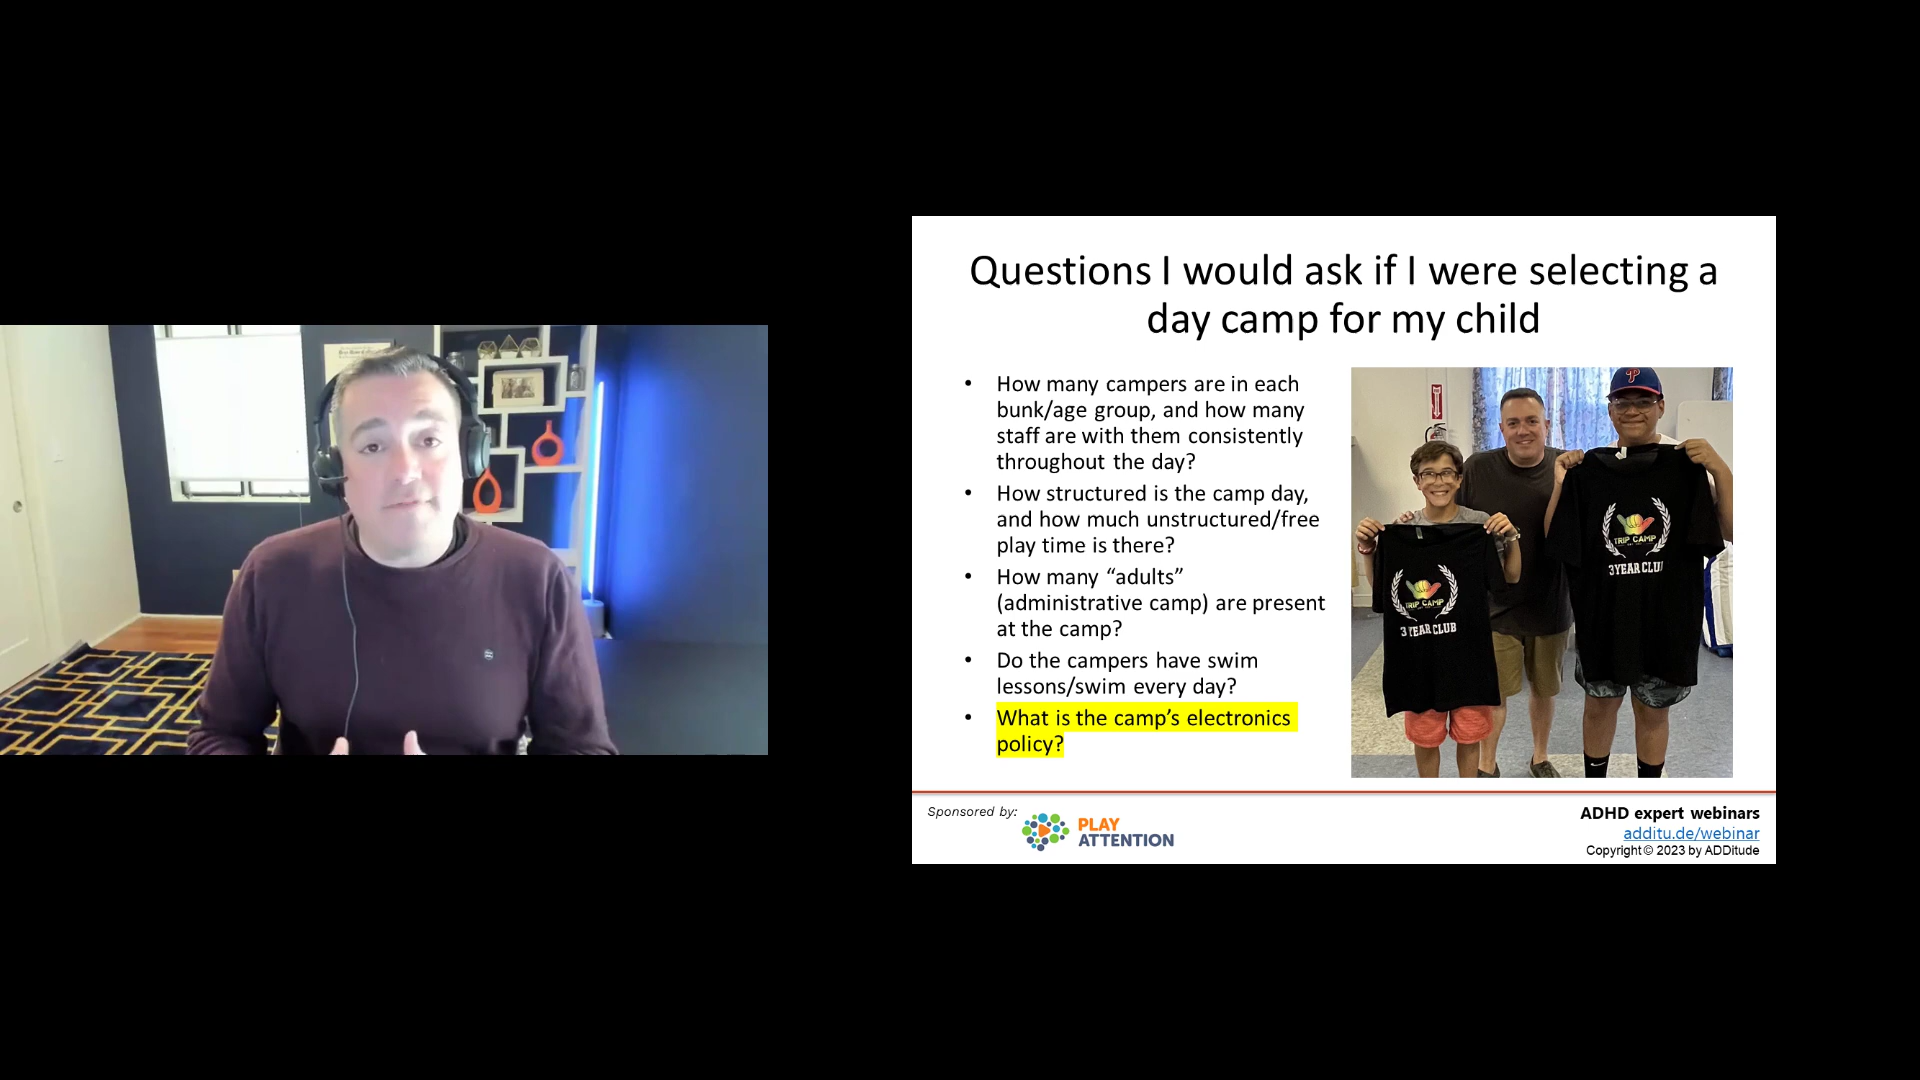 Questions I would ask if I were selecting a
day camp for my child
• How many campers are in each
bunk/age group, and how many
staff are with them consistently
throughout the day?
• How structured is the camp day,
and how much unstructured/free
play time is there?
• How many “adults”
(administrative camp) are present
at the camp?
• Do the campers have swim
lessons/swim every day?
• What is the camp’s electronics
policy?
TRIP CAMP
3 YEAR CLUB
TRIP CAMP
3 YEAR CLU
Sponsored by:
PLAY
ATTENTION
ADHD expert webinars
additu.de/webinar
Copyright © 2023 by ADDitude